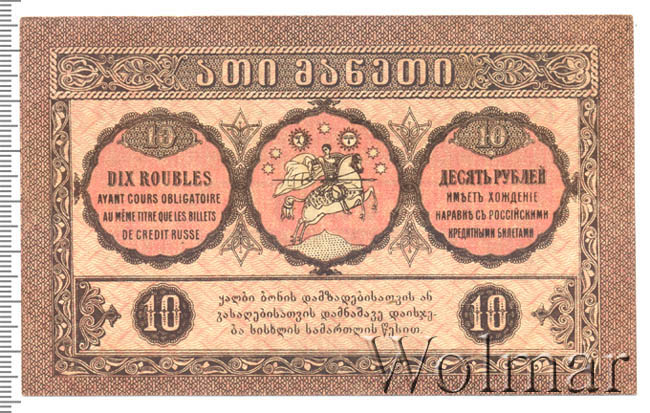 ათი მანეთი
10
DIX ROUBLES
AYANT COURS OBLIGATOIRE
AU MÊME TITRE QUE LES BILLETS
DE CREDIT RUSSE
10
ДЕСЯТЬ РУБЛЕЙ
ИМѢЕТЪ ХОЖДЕНІЕ
НАРАВНѢ СЪ РОССІЙСКИМИ
КРЕДИТНЫМИ БИЛЕТАМИ
10
ყალბი ბონის დამზადებისათვის ან
გასაღებისათვის დამნაშავე დაისჯე-
ბა სისხლის სამართლის წესით.
10
Wolmar